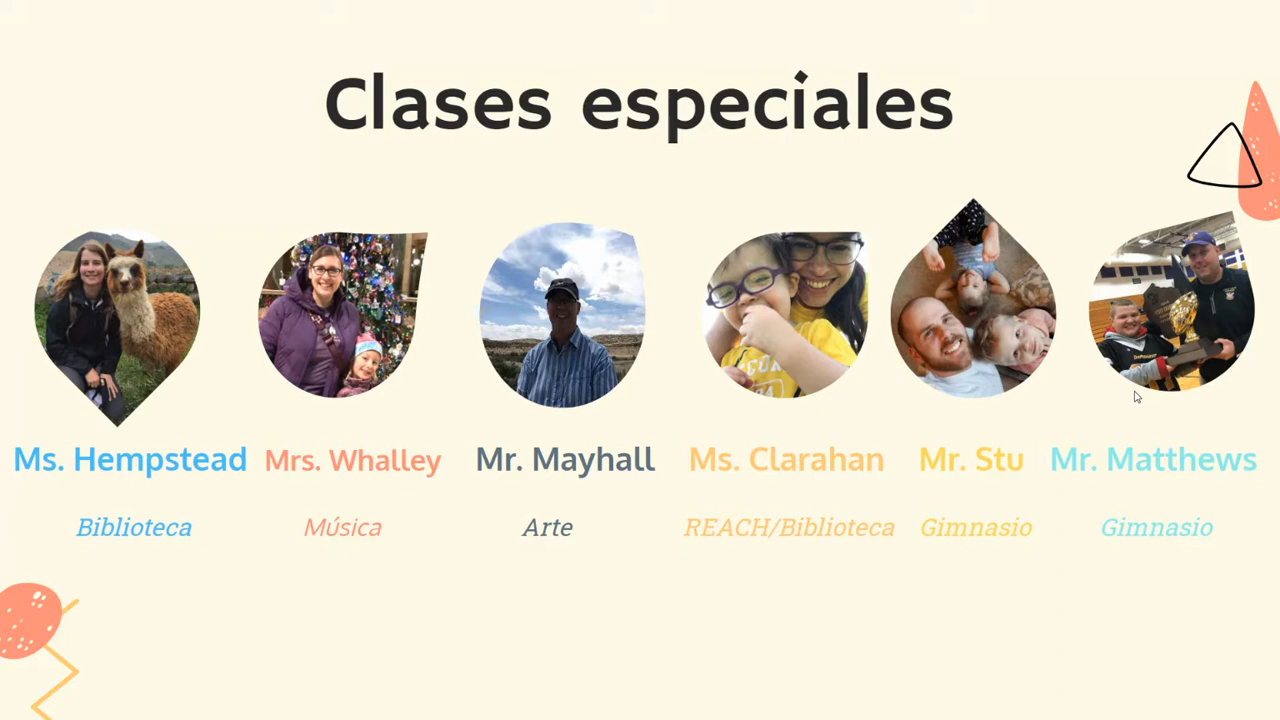 Clases especiales
Ms. Hempstead
Mrs. Whalley
Mr. Mayhall
Ms. Clarahan
Mr. Stu
Mr. Matthews
Biblioteca
Música
Arte
REACH/Biblioteca
Gimnasio
Gimnasio